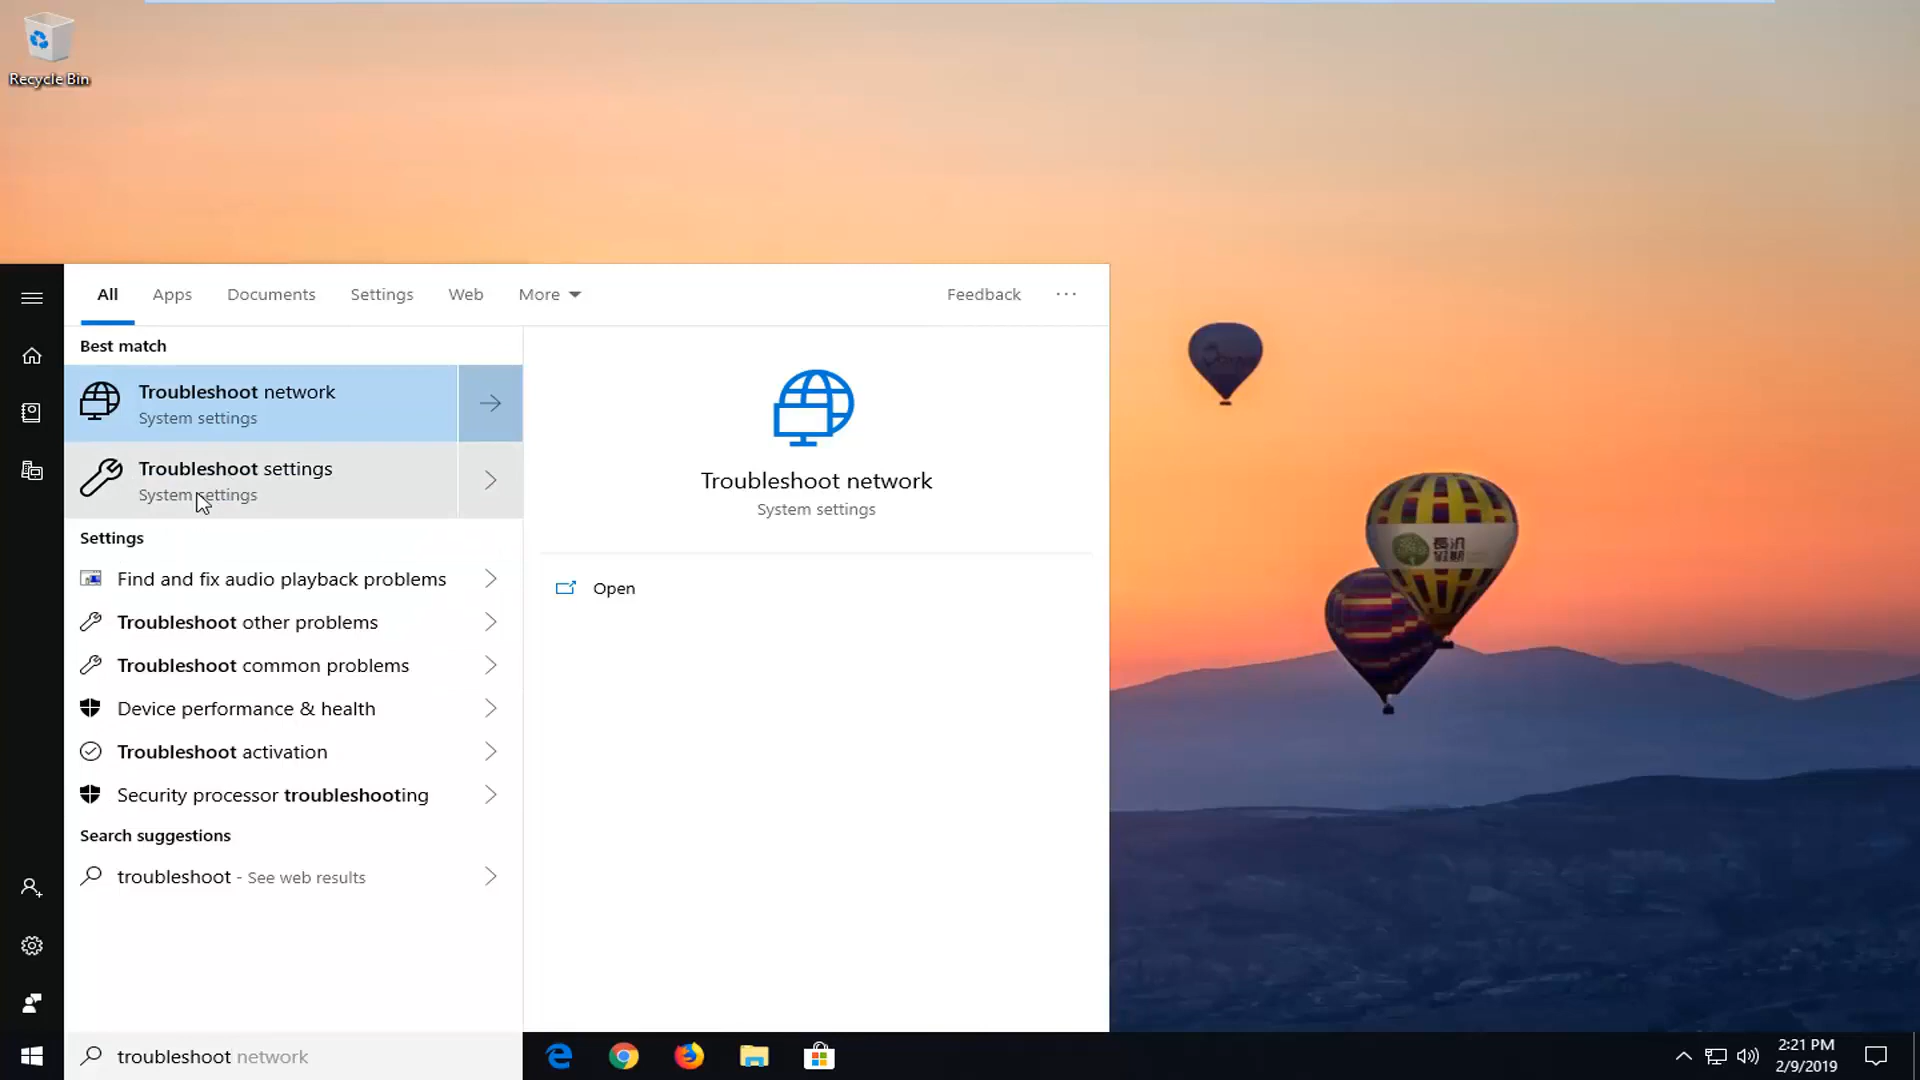 Recycle Bin
All Apps Documents Settings Web More Feedback ...
Best match
Troubleshoot network
System settings
Troubleshoot settings
System settings
Settings
Find and fix audio playback problems
Troubleshoot other problems
Troubleshoot common problems
Device performance & health
Troubleshoot activation
Security processor troubleshooting
Search suggestions
troubleshoot - See web results
Troubleshoot network
System settings
Open
troubleshoot network
2:21 PM
2/9/2019